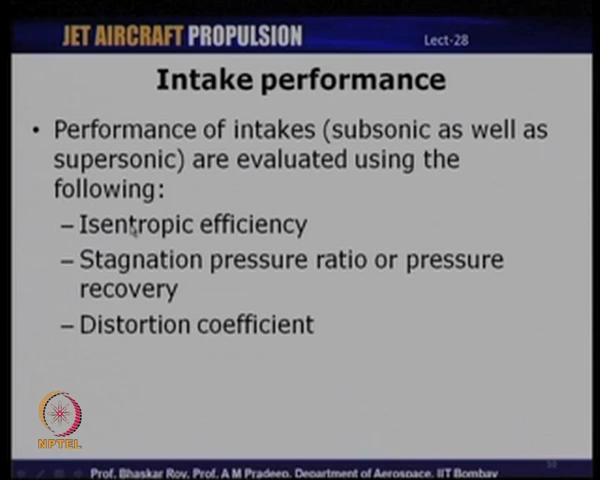 JET AIRCRAFT PROPULSION
Lect-28
Intake performance
• Performance of intakes (subsonic as well as
supersonic) are evaluated using the
following:
– Isentropic efficiency
– Stagnation pressure ratio or pressure
recovery
– Distortion coefficient
NPTEL
Prof. Bhaskar Roy, Prof. A M Pradeep, Department of Aerospace, IIT Bombay